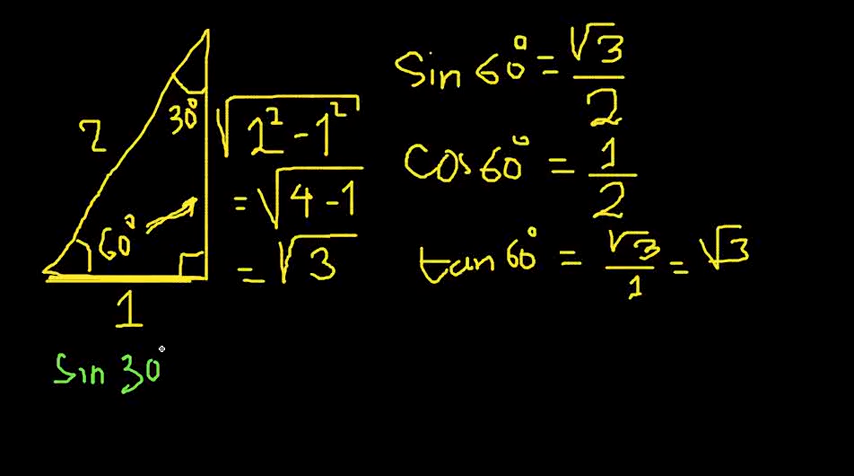 2
30°
√(2² - 1²)
= √(4 - 1)
= √3
60°
1
sin 60° = √3/2
cos 60° = 1/2
tan 60° = √3/1 = √3
sin 30°